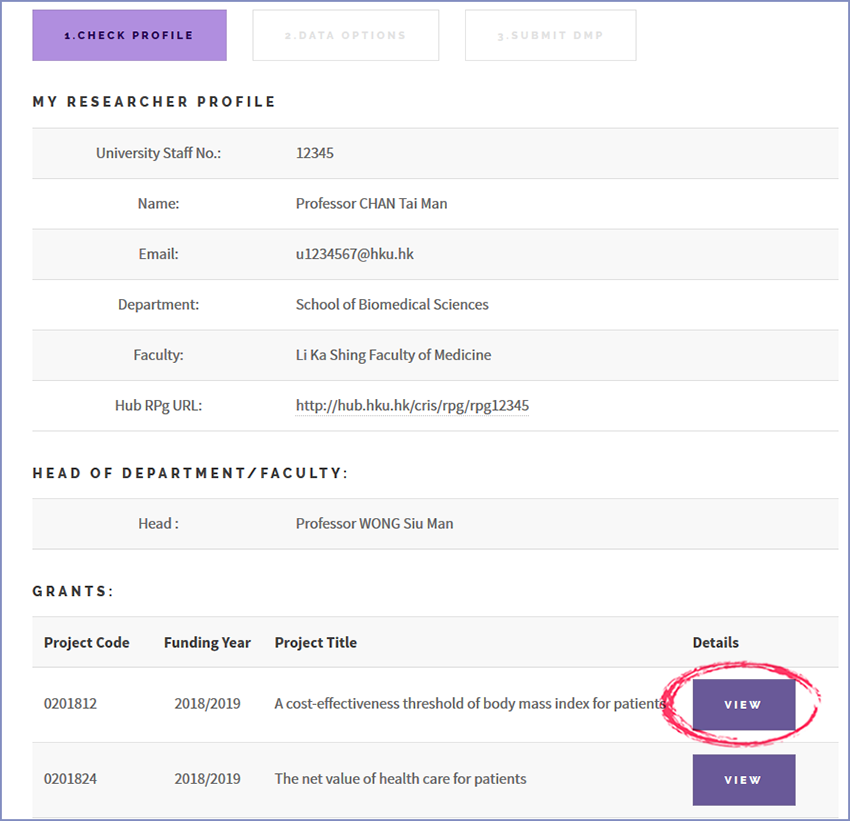 1.CHECK PROFILE 2.DATA OPTIONS 3.SUBMIT DMP
MY RESEARCHER PROFILE
University Staff No.: 12345
Name: Professor CHAN Tai Man
Email: u1234567@hku.hk
Department: School of Biomedical Sciences
Faculty: Li Ka Shing Faculty of Medicine
Hub RPg URL: http://hub.hku.hk/cris/rpg/rpg12345
HEAD OF DEPARTMENT/FACULTY:
Head : Professor WONG Siu Man
GRANTS:
Project Code Funding Year Project Title Details
0201812 2018/2019 A cost-effectiveness threshold of body mass index for patients VIEW
0201824 2018/2019 The net value of health care for patients VIEW